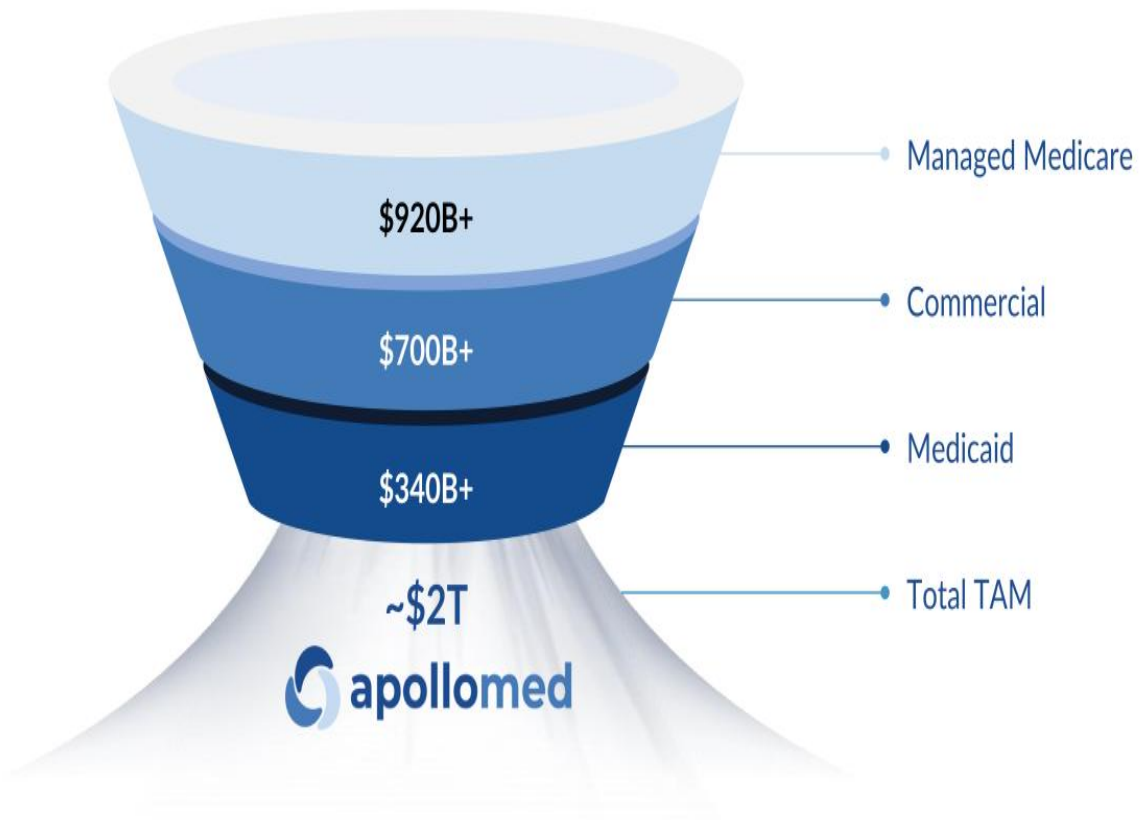 Managed Medicare
$920B+
Commercial
$700B+
Medicaid
$340B+
~$2T
Total TAM
apollomed